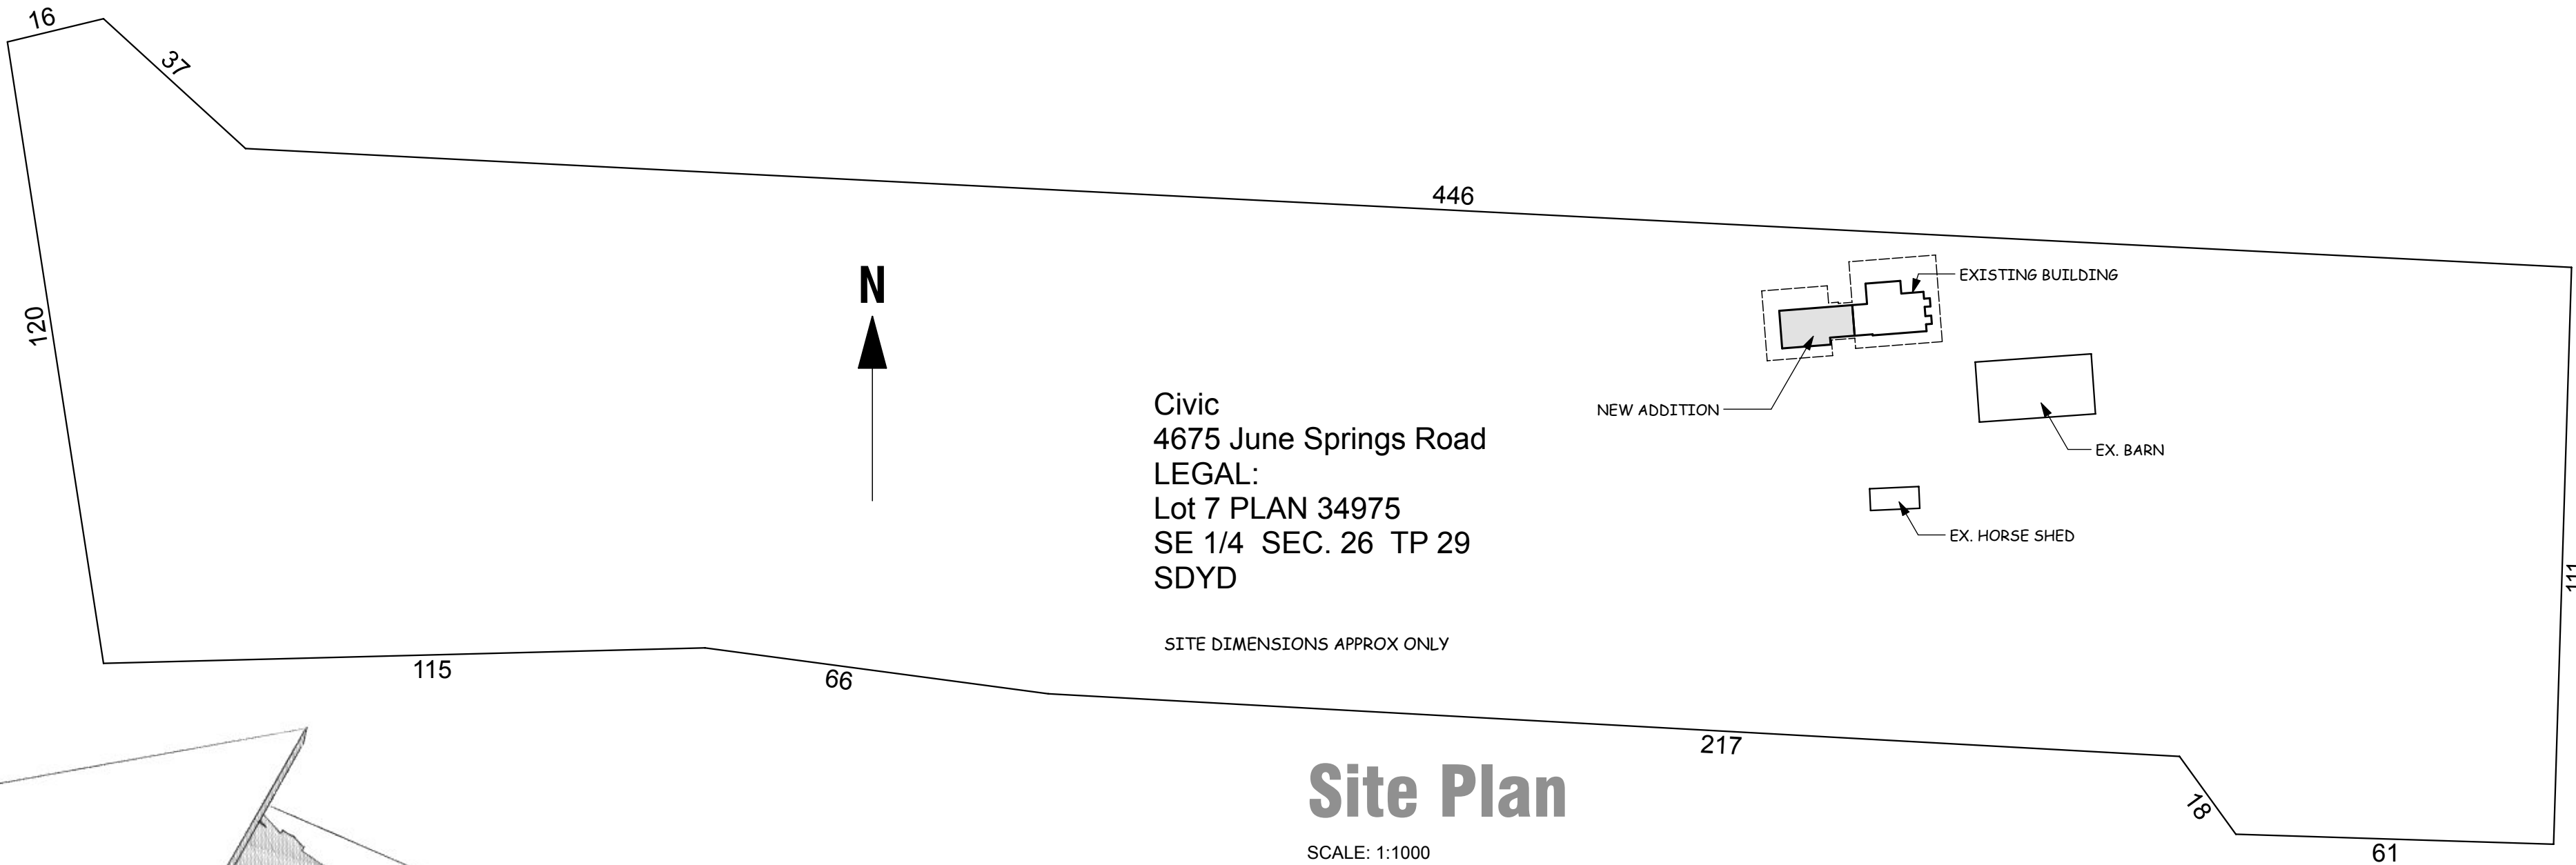 16
37
446
N
EXISTING BUILDING
120
Civic
4675 June Springs Road
LEGAL:
Lot 7 PLAN 34975
SE 1/4 SEC. 26 TP 29
SDYD
NEW ADDITION
EX. BARN
EX. HORSE SHED
111
SITE DIMENSIONS APPROX ONLY
115
66
217
18
61
Site Plan
SCALE: 1:1000